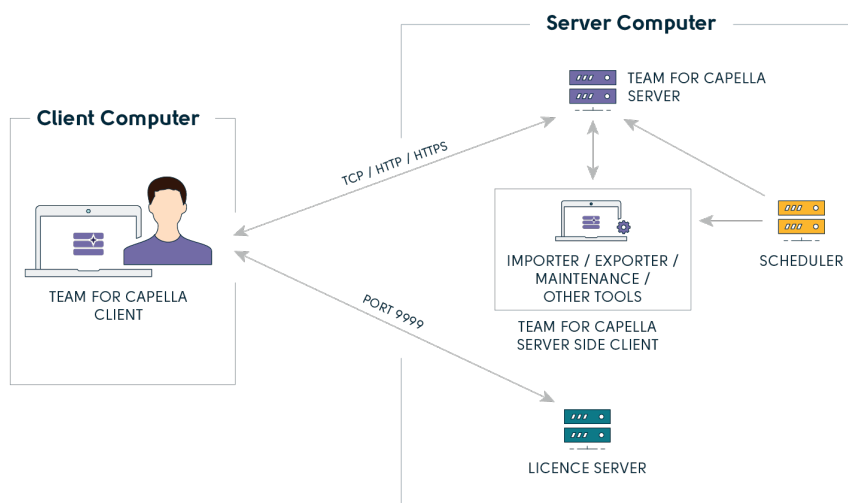 Server Computer
TEAM FOR CAPELLA
SERVER
Client Computer
TCP / HTTP / HTTPS
IMPORTER / EXPORTER /
MAINTENANCE /
OTHER TOOLS
SCHEDULER
TEAM FOR CAPELLA
CLIENT
PORT 9999
TEAM FOR CAPELLA
SERVER SIDE CLIENT
LICENCE SERVER